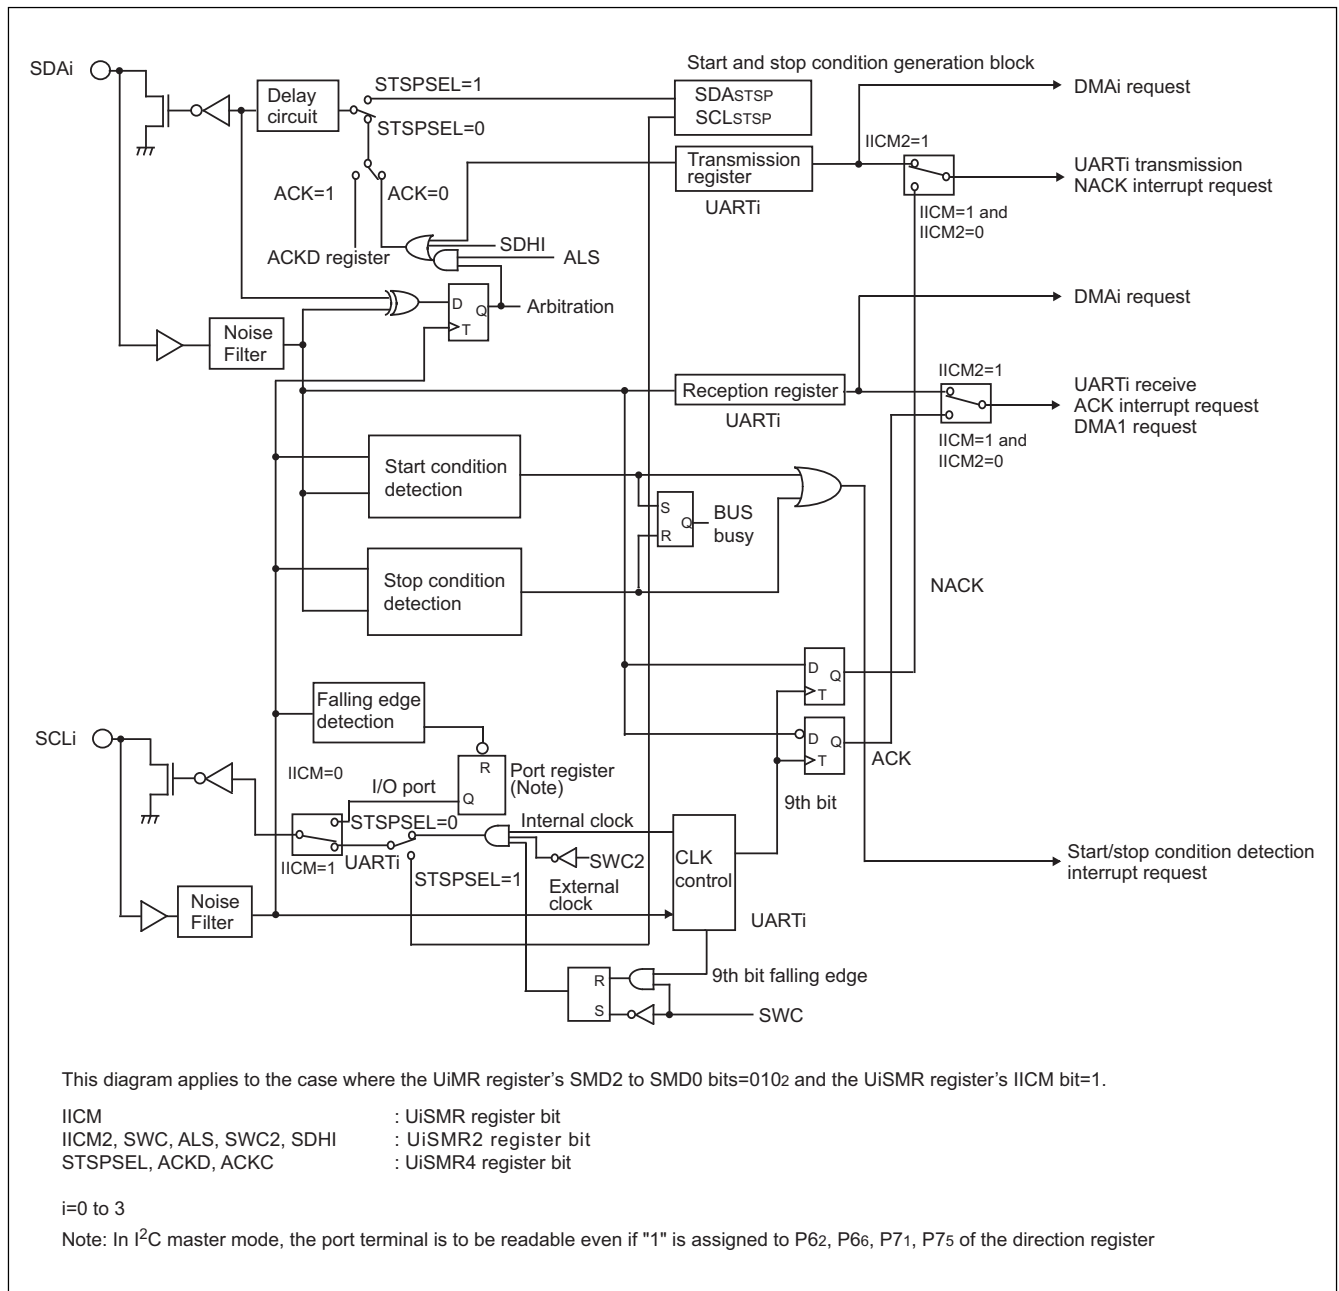 Start and stop condition generation block
SDAi
STSPSEL=1
Delay
circuit
SDASTSP
SCLSTSP
DMAi request
STSPSEL=0
IICM2=1
Transmission
register
UARTi transmission
NACK interrupt request
ACK=1
ACK=0
UARTi
IICM=1 and
IICM2=0
SDHI
ACKD register
ALS
DMAi request
D
Q
T
Arbitration
Noise
Filter
IICM2=1
Reception register
UARTi receive
ACK interrupt request
DMA1 request
UARTi
IICM=1 and
IICM2=0
Start condition
detection
S
Q
R
BUS
busy
Stop condition
detection
NACK
D
Q
T
Falling edge
detection
SCLi
D
Q
T
ACK
R
Q
Port register
(Note)
IICM=0
I/O port
9th bit
STSPSEL=0
Internal clock
UARTi
SWC2
CLK
control
IICM=1
STSPSEL=1
External
clock
Start/stop condition detection
interrupt request
Noise
Filter
UARTi
R
S
9th bit falling edge
SWC
This diagram applies to the case where the UiMR register's SMD2 to SMD0 bits=0102 and the UiSMR register's IICM bit=1.
IICM : UiSMR register bit
IICM2, SWC, ALS, SWC2, SDHI : UiSMR2 register bit
STSPSEL, ACKD, ACKC : UiSMR4 register bit
i=0 to 3
Note: In I2C master mode, the port terminal is to be readable even if "1" is assigned to P62, P66, P71, P75 of the direction register